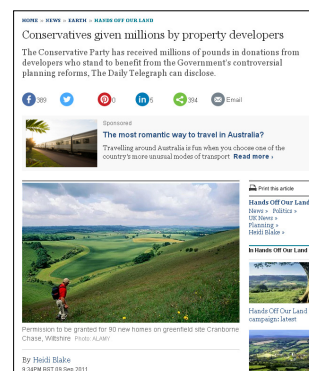 HOME » NEWS » EARTH » HANDS OFF OUR LAND
Conservatives given millions by property developers
The Conservative Party has received millions of pounds in donations from
developers who stand to benefit from the Government's controversial
planning reforms, The Daily Telegraph can disclose.
389
0
394
Email
Sponsored
The most romantic way to travel in Australia?
Travelling around Australia is fun when you choose one of the
country's more unusual modes of transport Read more ›
Print this article
Hands Off Our Land
News » Politics »
UK News »
Planning »
Heidi Blake »
In Hands Off Our Land
Hands Off Our Land
campaign: latest
Permission to be granted for 90 new homes on greenfield site Cranborne
Chase, Wiltshire Photo: ALAMY
By Heidi Blake
9:34PM BST 09 Sep 2011